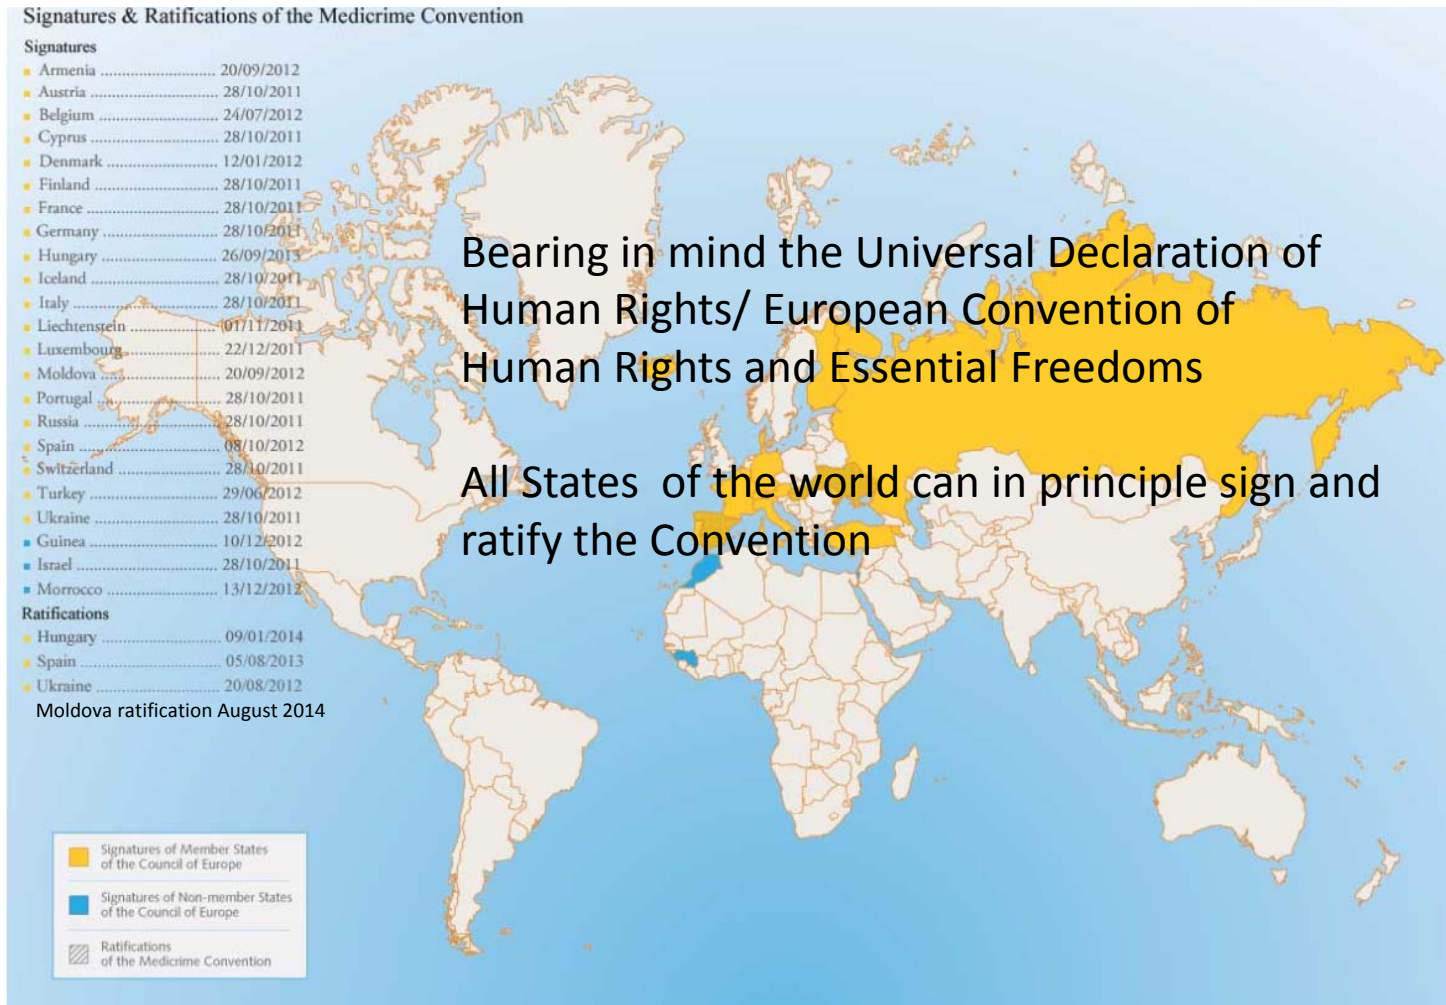 Signatures & Ratifications of the Medicrime Convention
Signatures
Armenia ........................... 20/09/2012
Austria ............................. 28/10/2011
Belgium ............................ 24/07/2012
Cyprus .............................. 28/10/2011
Denmark .......................... 12/01/2012
Finland ............................. 28/10/2011
France ............................... 28/10/2011
Germany ........................... 28/10/2011
Hungary ........................... 26/09/2013
Iceland .............................. 28/10/2011
Italy ................................... 28/10/2011
Liechtenstein .................... 01/11/2011
Luxembourg ...................... 22/12/2011
Moldova ............................ 20/09/2012
Portugal ............................. 28/10/2011
Russia ................................ 28/10/2011
Spain ................................. 08/10/2012
Switzerland ....................... 28/10/2011
Turkey ............................... 29/06/2012
Ukraine ............................. 28/10/2011
Guinea ............................... 10/12/2012
Israel .................................. 28/10/2011
Morrocco .......................... 13/12/2012
Ratifications
Hungary ............................ 09/01/2014
Spain ................................. 05/08/2013
Ukraine ............................. 20/08/2012
Moldova ratification August 2014
Bearing in mind the Universal Declaration of
Human Rights/ European Convention of
Human Rights and Essential Freedoms
All States of the world can in principle sign and
ratify the Convention
Signatures of Member States
of the Council of Europe
Signatures of Non-member States
of the Council of Europe
Ratifications
of the Medicrime Convention